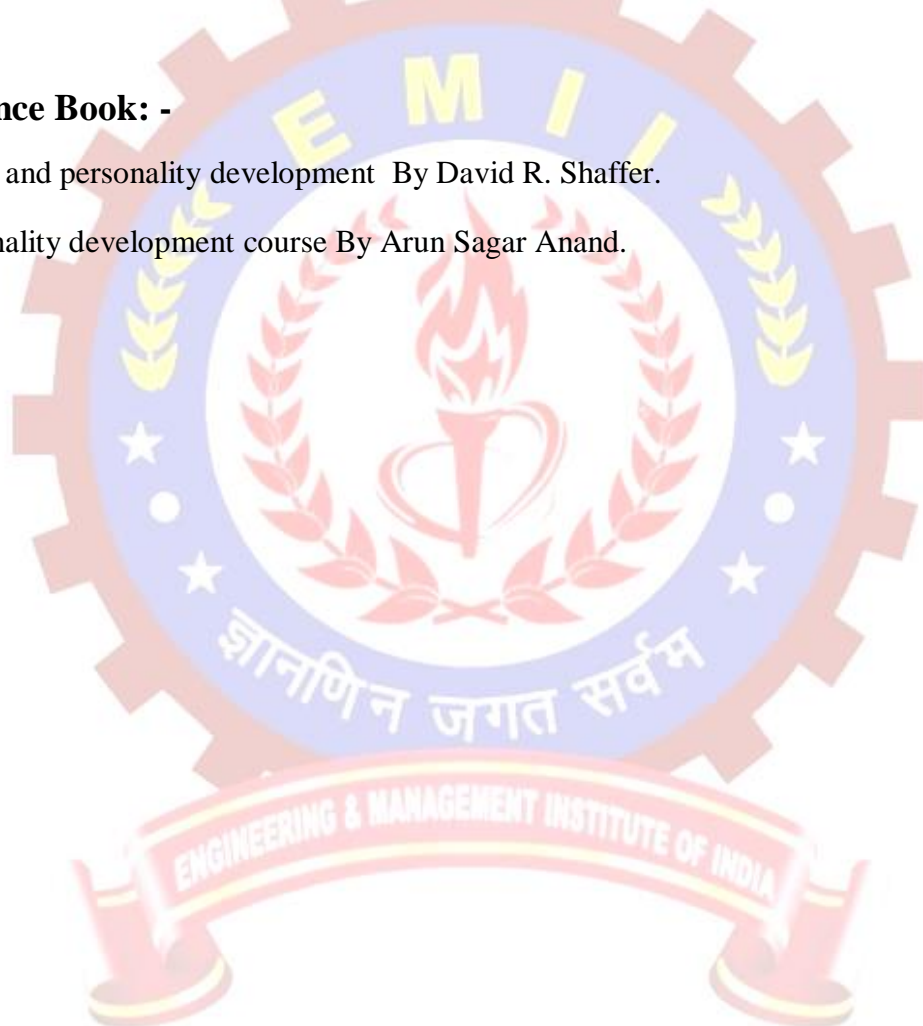 nce Book: -
and personality development By David R. Shaffer.
nality development course By Arun Sagar Anand.
E M I I
ज्ञानणिन जगत सर्वम
ENGINEERING & MANAGEMENT INSTITUTE OF INDIA